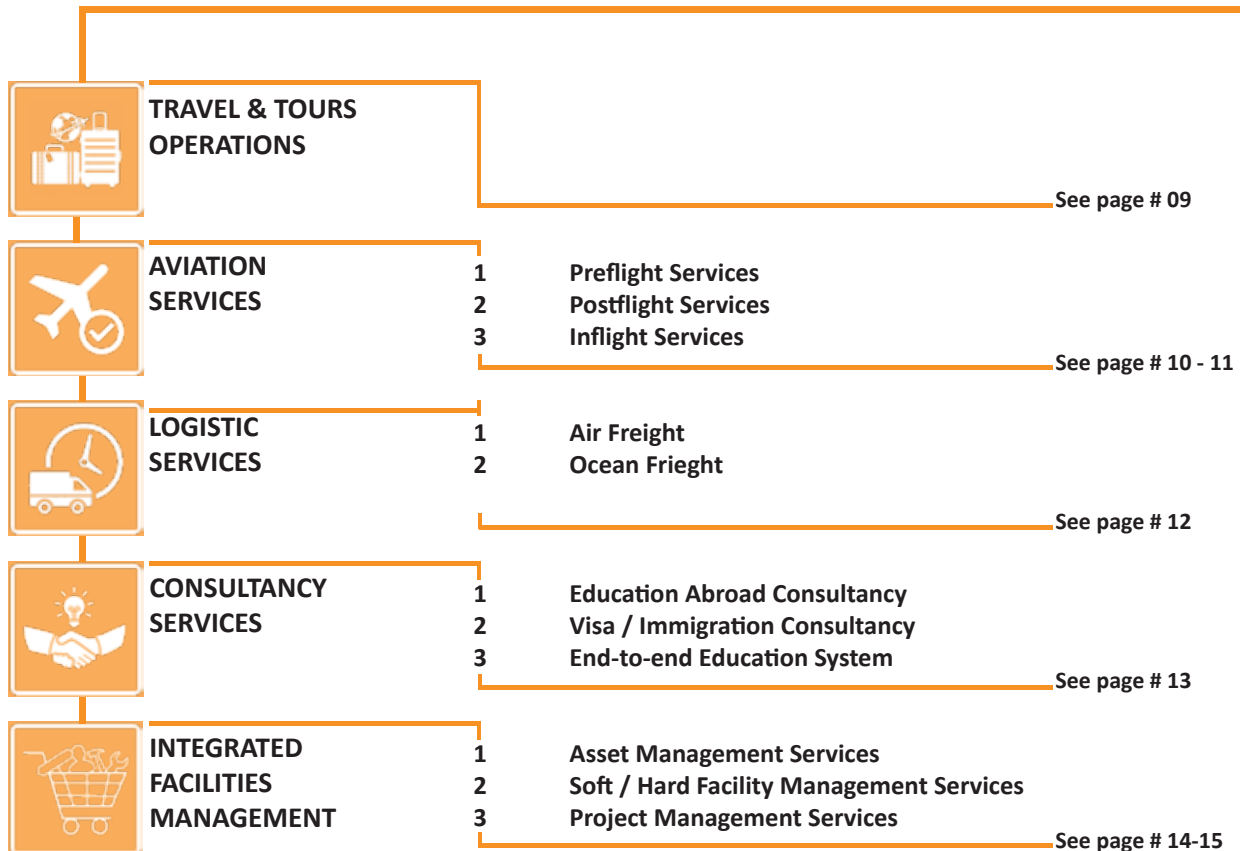 TRAVEL & TOURS
OPERATIONS
See page # 09
AVIATION
SERVICES
1 Preflight Services
2 Postflight Services
3 Inflight Services
See page # 10 - 11
LOGISTIC
SERVICES
1 Air Freight
2 Ocean Frieght
See page # 12
CONSULTANCY
SERVICES
1 Education Abroad Consultancy
2 Visa / Immigration Consultancy
3 End-to-end Education System
See page # 13
INTEGRATED
FACILITIES
MANAGEMENT
1 Asset Management Services
2 Soft / Hard Facility Management Services
3 Project Management Services
See page # 14-15